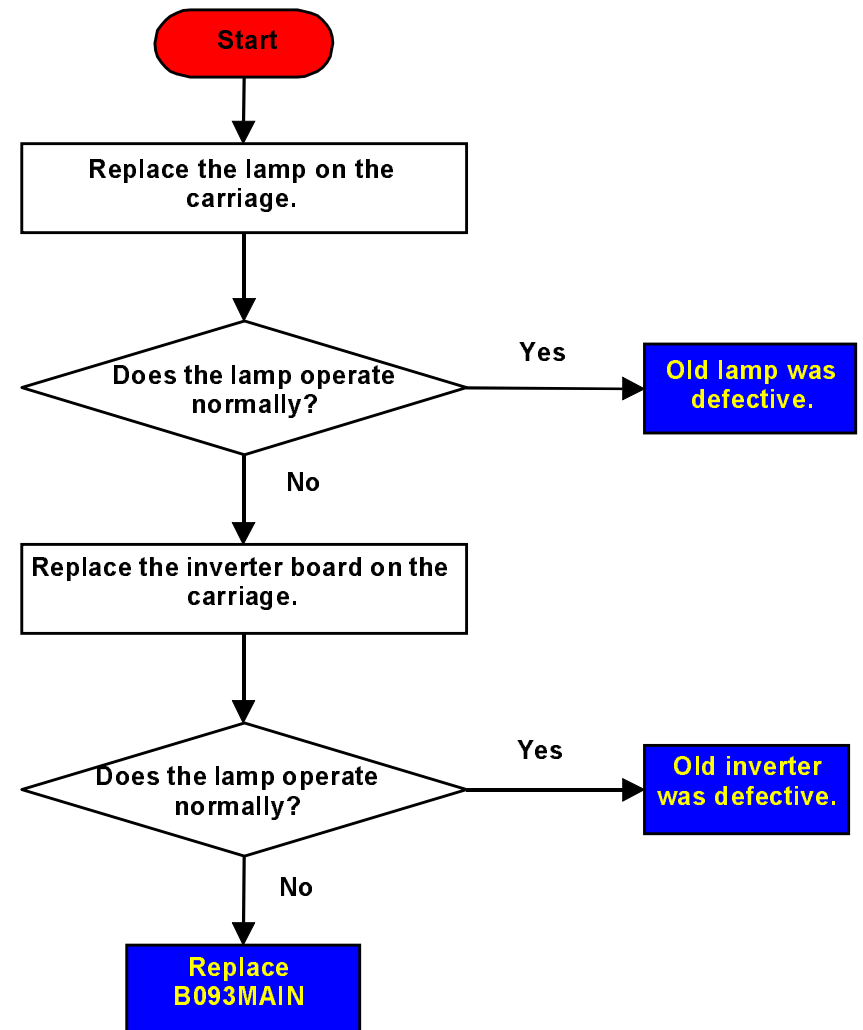 Start
Replace the lamp on the
carriage.
Does the lamp operate
normally?
Yes
Old lamp was
defective.
No
Replace the inverter board on the
carriage.
Does the lamp operate
normally?
Yes
Old inverter
was defective.
No
Replace
B093MAIN